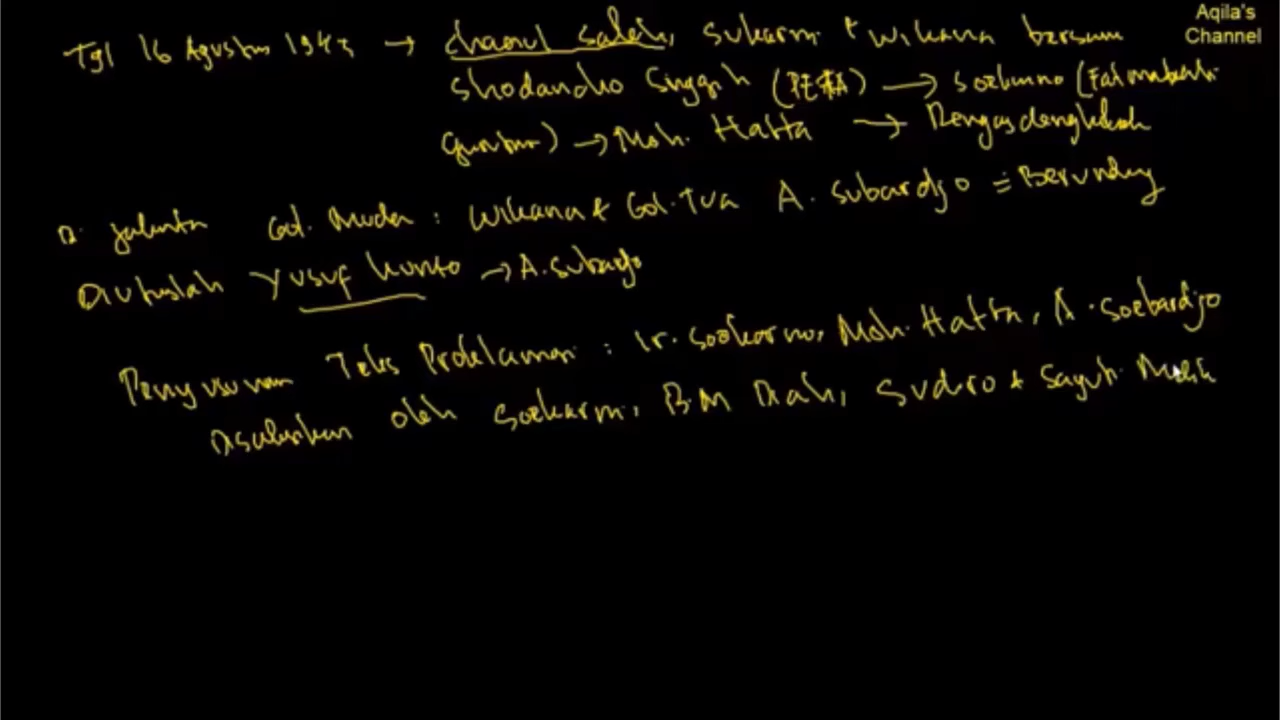 Aqila's
Channel
Tgl 16 Agustus 1945 → Chaerul Saleh, Sukarni + Wikana bersama
Shodancho Singgih (PETA) → Soekarno (Fatmawati
Guntur) → Moh. Hatta → Rengasdengklok
Di Jakarta Gol. Muda : Wikana & Gol. Tua A. Subardjo = Berunding
Diutuslah Yusuf Kunto → A. Subardjo
Penyusunan Teks Proklamasi : Ir. Soekarno, Moh. Hatta, A. Soebardjo
Disaksikan oleh Soekarni, B.M Diah, Sudiro + Sayuti Melik